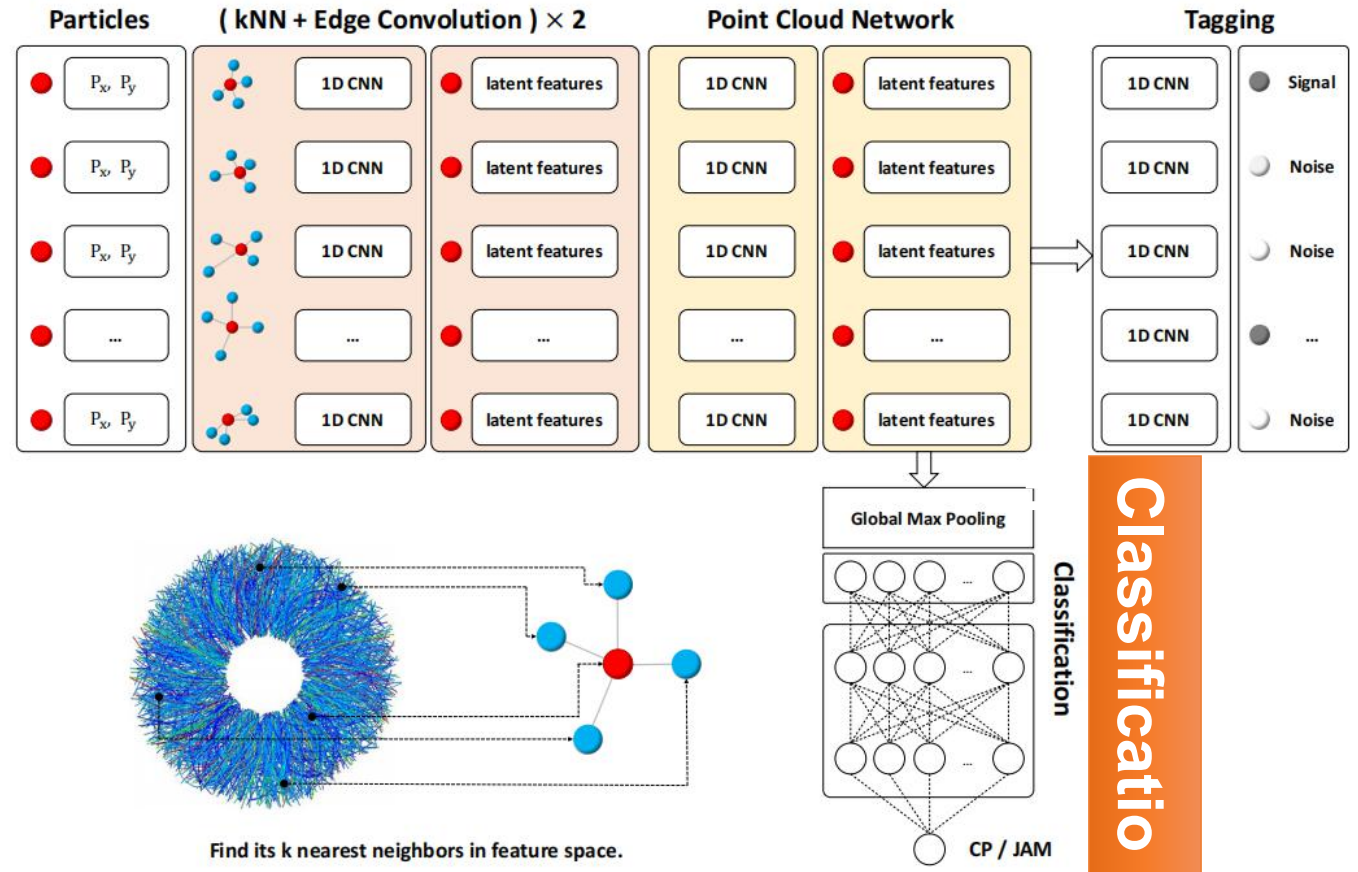 Particles
( kNN + Edge Convolution ) × 2
Point Cloud Network
Tagging
Pₓ, Pᵧ
1D CNN
latent features
1D CNN
latent features
1D CNN
Signal
Pₓ, Pᵧ
1D CNN
latent features
1D CNN
latent features
1D CNN
Noise
Pₓ, Pᵧ
1D CNN
latent features
1D CNN
latent features
1D CNN
Noise
...
...
...
...
...
1D CNN
...
Pₓ, Pᵧ
1D CNN
latent features
1D CNN
latent features
1D CNN
Noise
Global Max Pooling
...
...
...
Classification
Classificatio
CP / JAM
Find its k nearest neighbors in feature space.